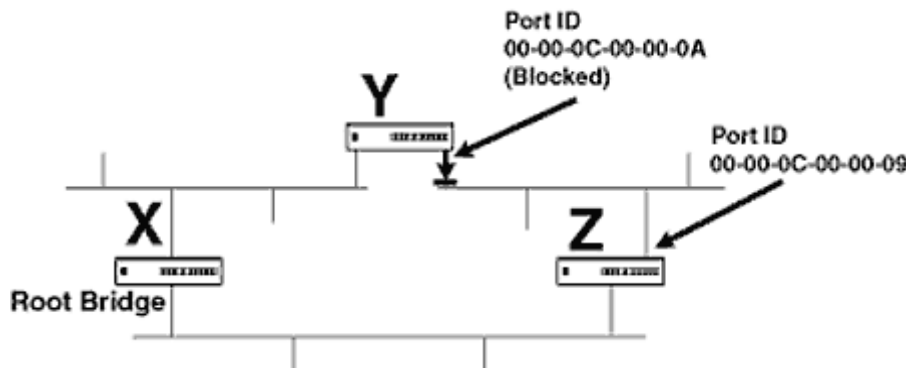 Port ID
00-00-0C-00-00-0A
(Blocked)
Y
Port ID
00-00-0C-00-00-09
X
Z
Root Bridge